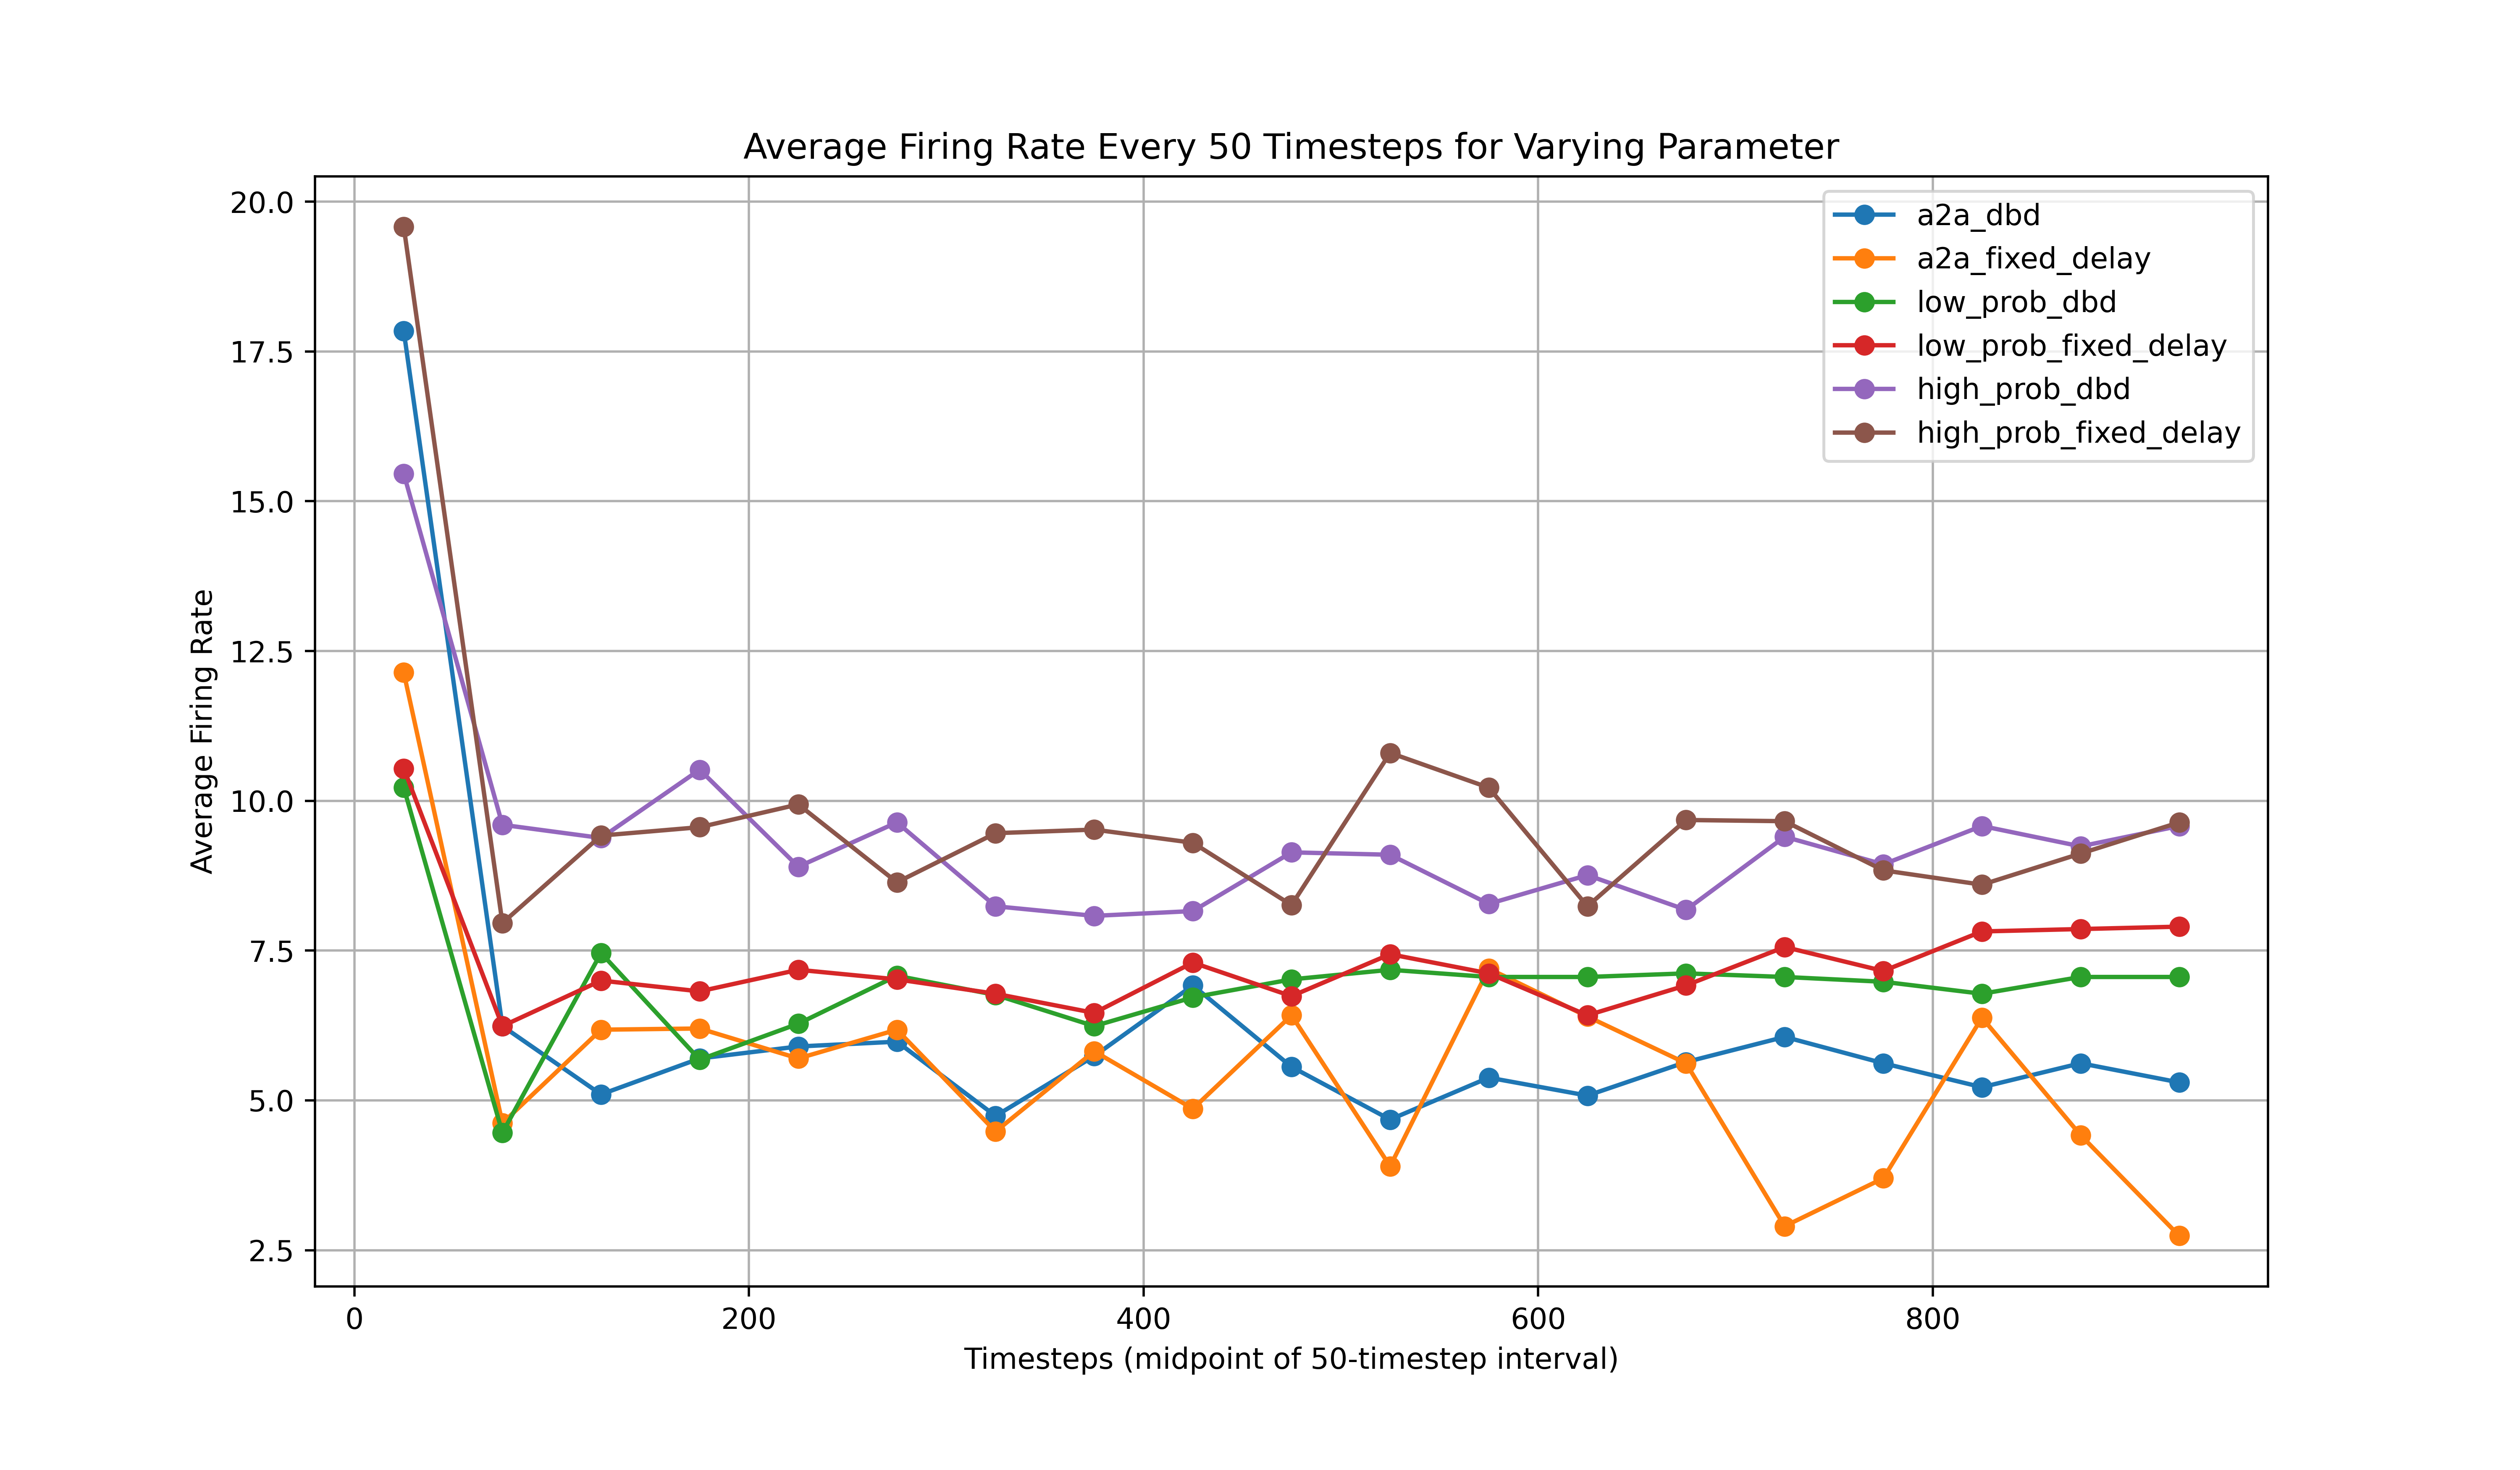 Average Firing Rate Every 50 Timesteps for Varying Parameter
20.0
17.5
15.0
12.5
10.0
7.5
5.0
2.5
Average Firing Rate
a2a_dbd
a2a_fixed_delay
low_prob_dbd
low_prob_fixed_delay
high_prob_dbd
high_prob_fixed_delay
0 200 400 600 800
Timesteps (midpoint of 50-timestep interval)